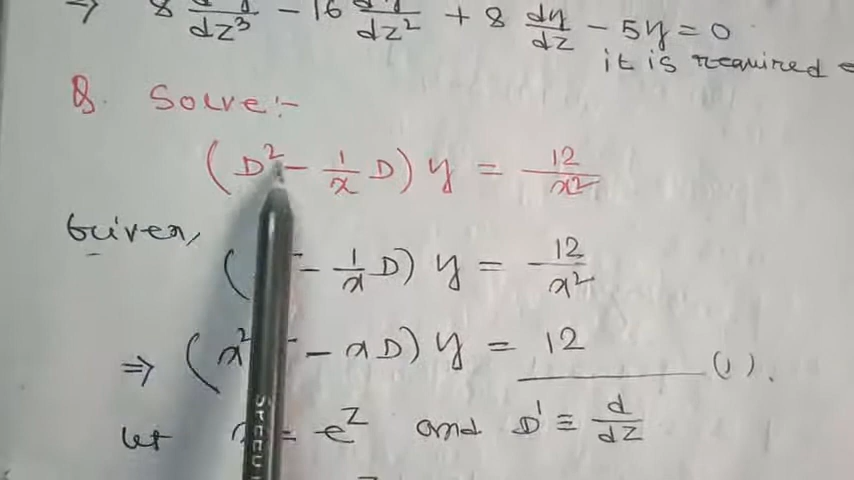 ⇒ 8 d³y/dz³ - 16 d²y/dz² + 8 dy/dz - 5y = 0
it is required
Q. Solve:-
(D² - 1/x D) y = 12/x²
Given,
( - 1/x D) y = 12/x²
⇒ (x² - xD) y = 12 (1).
let = e^z and D' ≡ d/dz